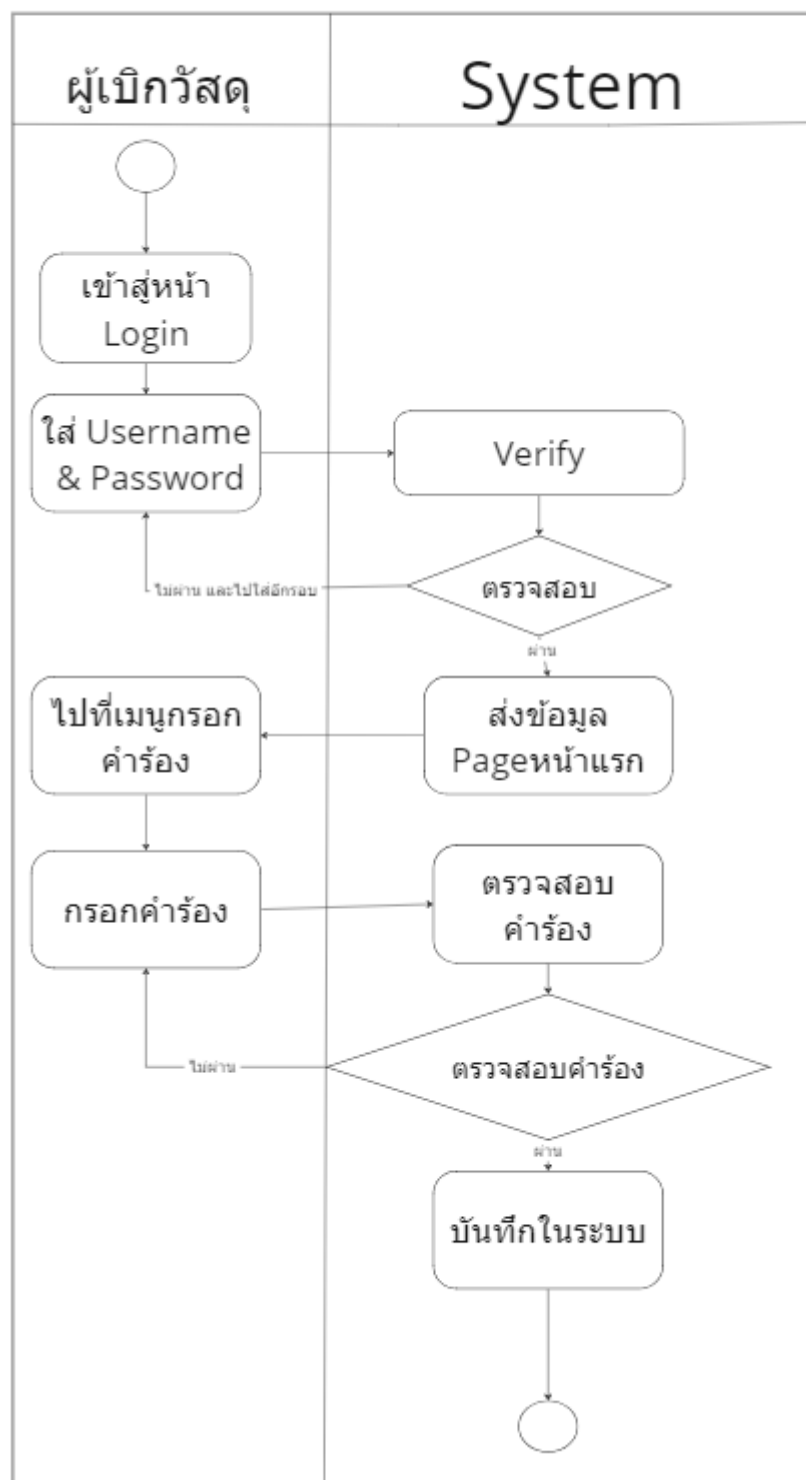 ผู้เบิกวัสดุ
System
เข้าสู่หน้า
Login
ใส่ Username
& Password
Verify
ตรวจสอบ
ไม่ผ่าน และไปใส่อีกรอบ
ผ่าน
ส่งข้อมูล
Pageหน้าแรก
ไปที่เมนูกรอก
คำร้อง
กรอกคำร้อง
ตรวจสอบ
คำร้อง
ตรวจสอบคำร้อง
ไม่ผ่าน
ผ่าน
บันทึกในระบบ